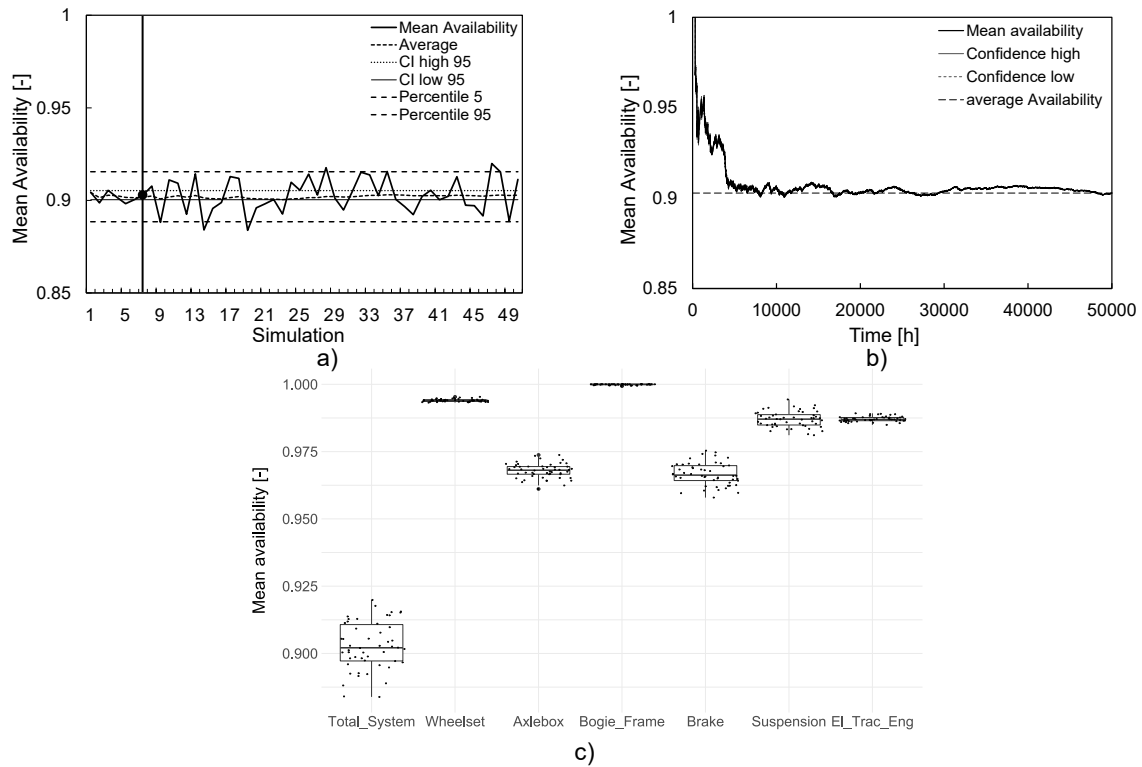 1
0.95
0.9
0.85
Mean Availability [-]
Mean Availability
Average
CI high 95
CI low 95
Percentile 5
Percentile 95
1 5 9 13 17 21 25 29 33 37 41 45 49
Simulation
a)
1
0.95
0.9
0.85
Mean Availability [-]
Mean availability
Confidence high
Confidence low
average Availability
0 10000 20000 30000 40000 50000
Time [h]
b)
1.000
0.975
0.950
0.925
0.900
Mean availability [-]
Total_System Wheelset Axlebox Bogie_Frame Brake Suspension El_Trac_Eng
c)